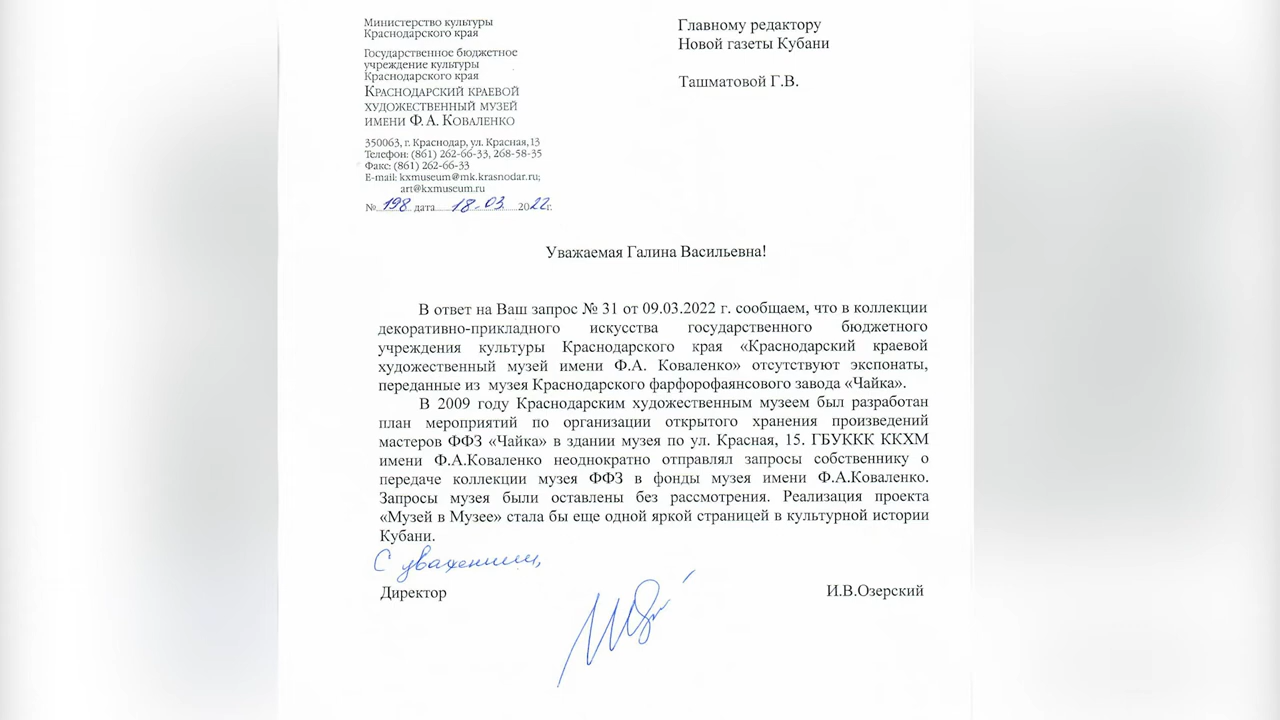 Министерство культуры
Краснодарского края
Государственное бюджетное
учреждение культуры
Краснодарского края
Краснодарский краевой
художественный музей
имени Ф. А. Коваленко
350063, г. Краснодар, ул. Красная, 13
Телефон: (861) 262-66-33, 268-58-35
Факс: (861) 262-66-33
E-mail: kxmuseum@mk.krasnodar.ru;
art@kxmuseum.ru
№ 198 дата 18.03 2022г.
Главному редактору
Новой газеты Кубани
Ташматовой Г.В.
Уважаемая Галина Васильевна!
В ответ на Ваш запрос № 31 от 09.03.2022 г. сообщаем, что в коллекции
декоративно-прикладного искусства государственного бюджетного
учреждения культуры Краснодарского края «Краснодарский краевой
художественный музей имени Ф.А. Коваленко» отсутствуют экспонаты,
переданные из музея Краснодарского фарфорофаянсового завода «Чайка».
В 2009 году Краснодарским художественным музеем был разработан
план мероприятий по организации открытого хранения произведений
мастеров ФФЗ «Чайка» в здании музея по ул. Красная, 15. ГБУККК ККХМ
имени Ф.А.Коваленко неоднократно отправлял запросы собственнику о
передаче коллекции музея ФФЗ в фонды музея имени Ф.А.Коваленко.
Запросы музея были оставлены без рассмотрения. Реализация проекта
«Музей в Музее» стала бы еще одной яркой страницей в культурной истории
Кубани.
С уважением,
Директор
И.В.Озерский